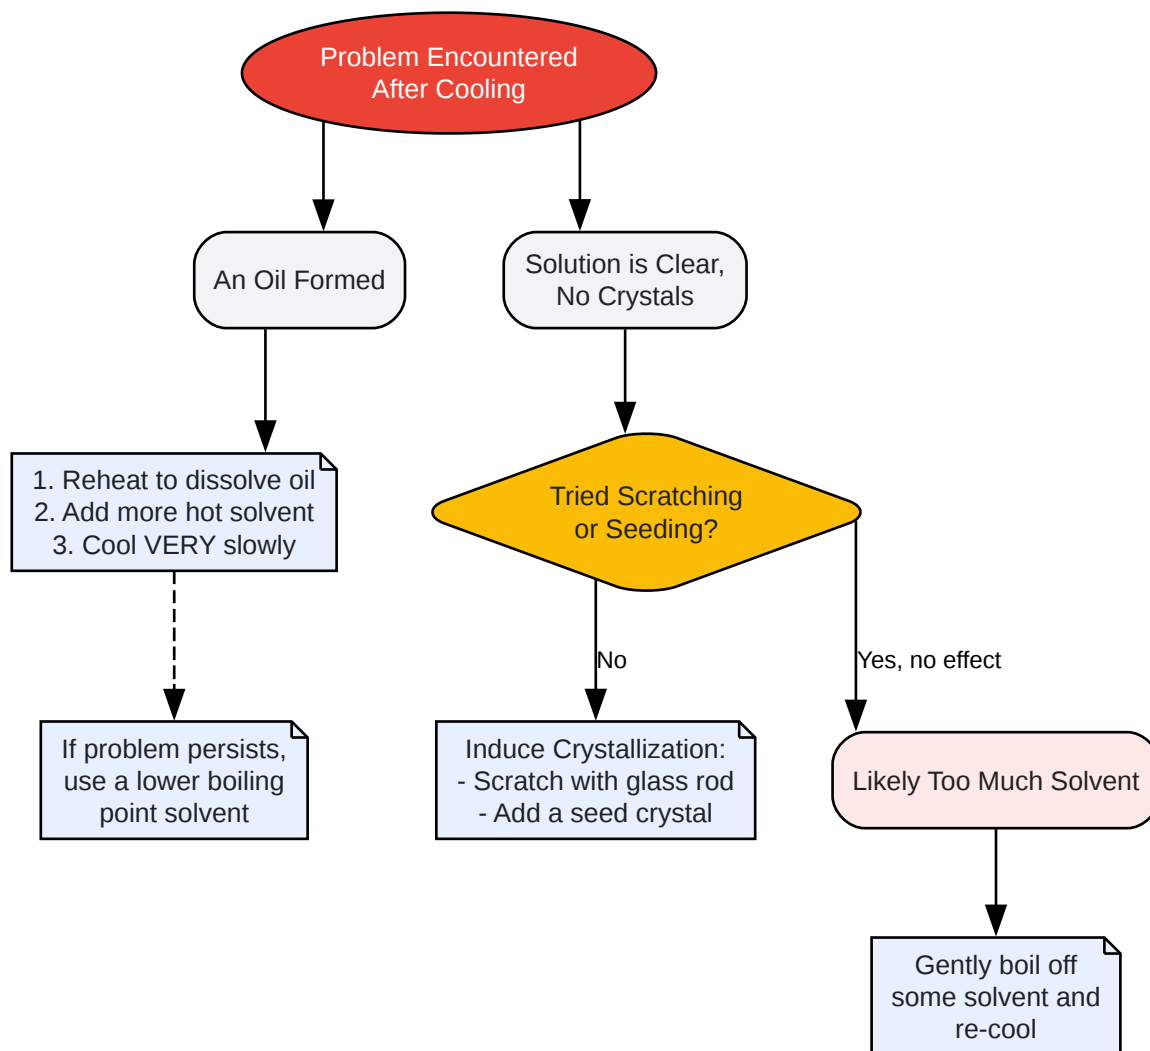 Problem Encountered
After Cooling
An Oil Formed
Solution is Clear,
No Crystals
1. Reheat to dissolve oil
2. Add more hot solvent
3. Cool VERY slowly
Tried Scratching
or Seeding?
No
Yes, no effect
If problem persists,
use a lower boiling
point solvent
Induce Crystallization:
- Scratch with glass rod
- Add a seed crystal
Likely Too Much Solvent
Gently boil off
some solvent and
re-cool